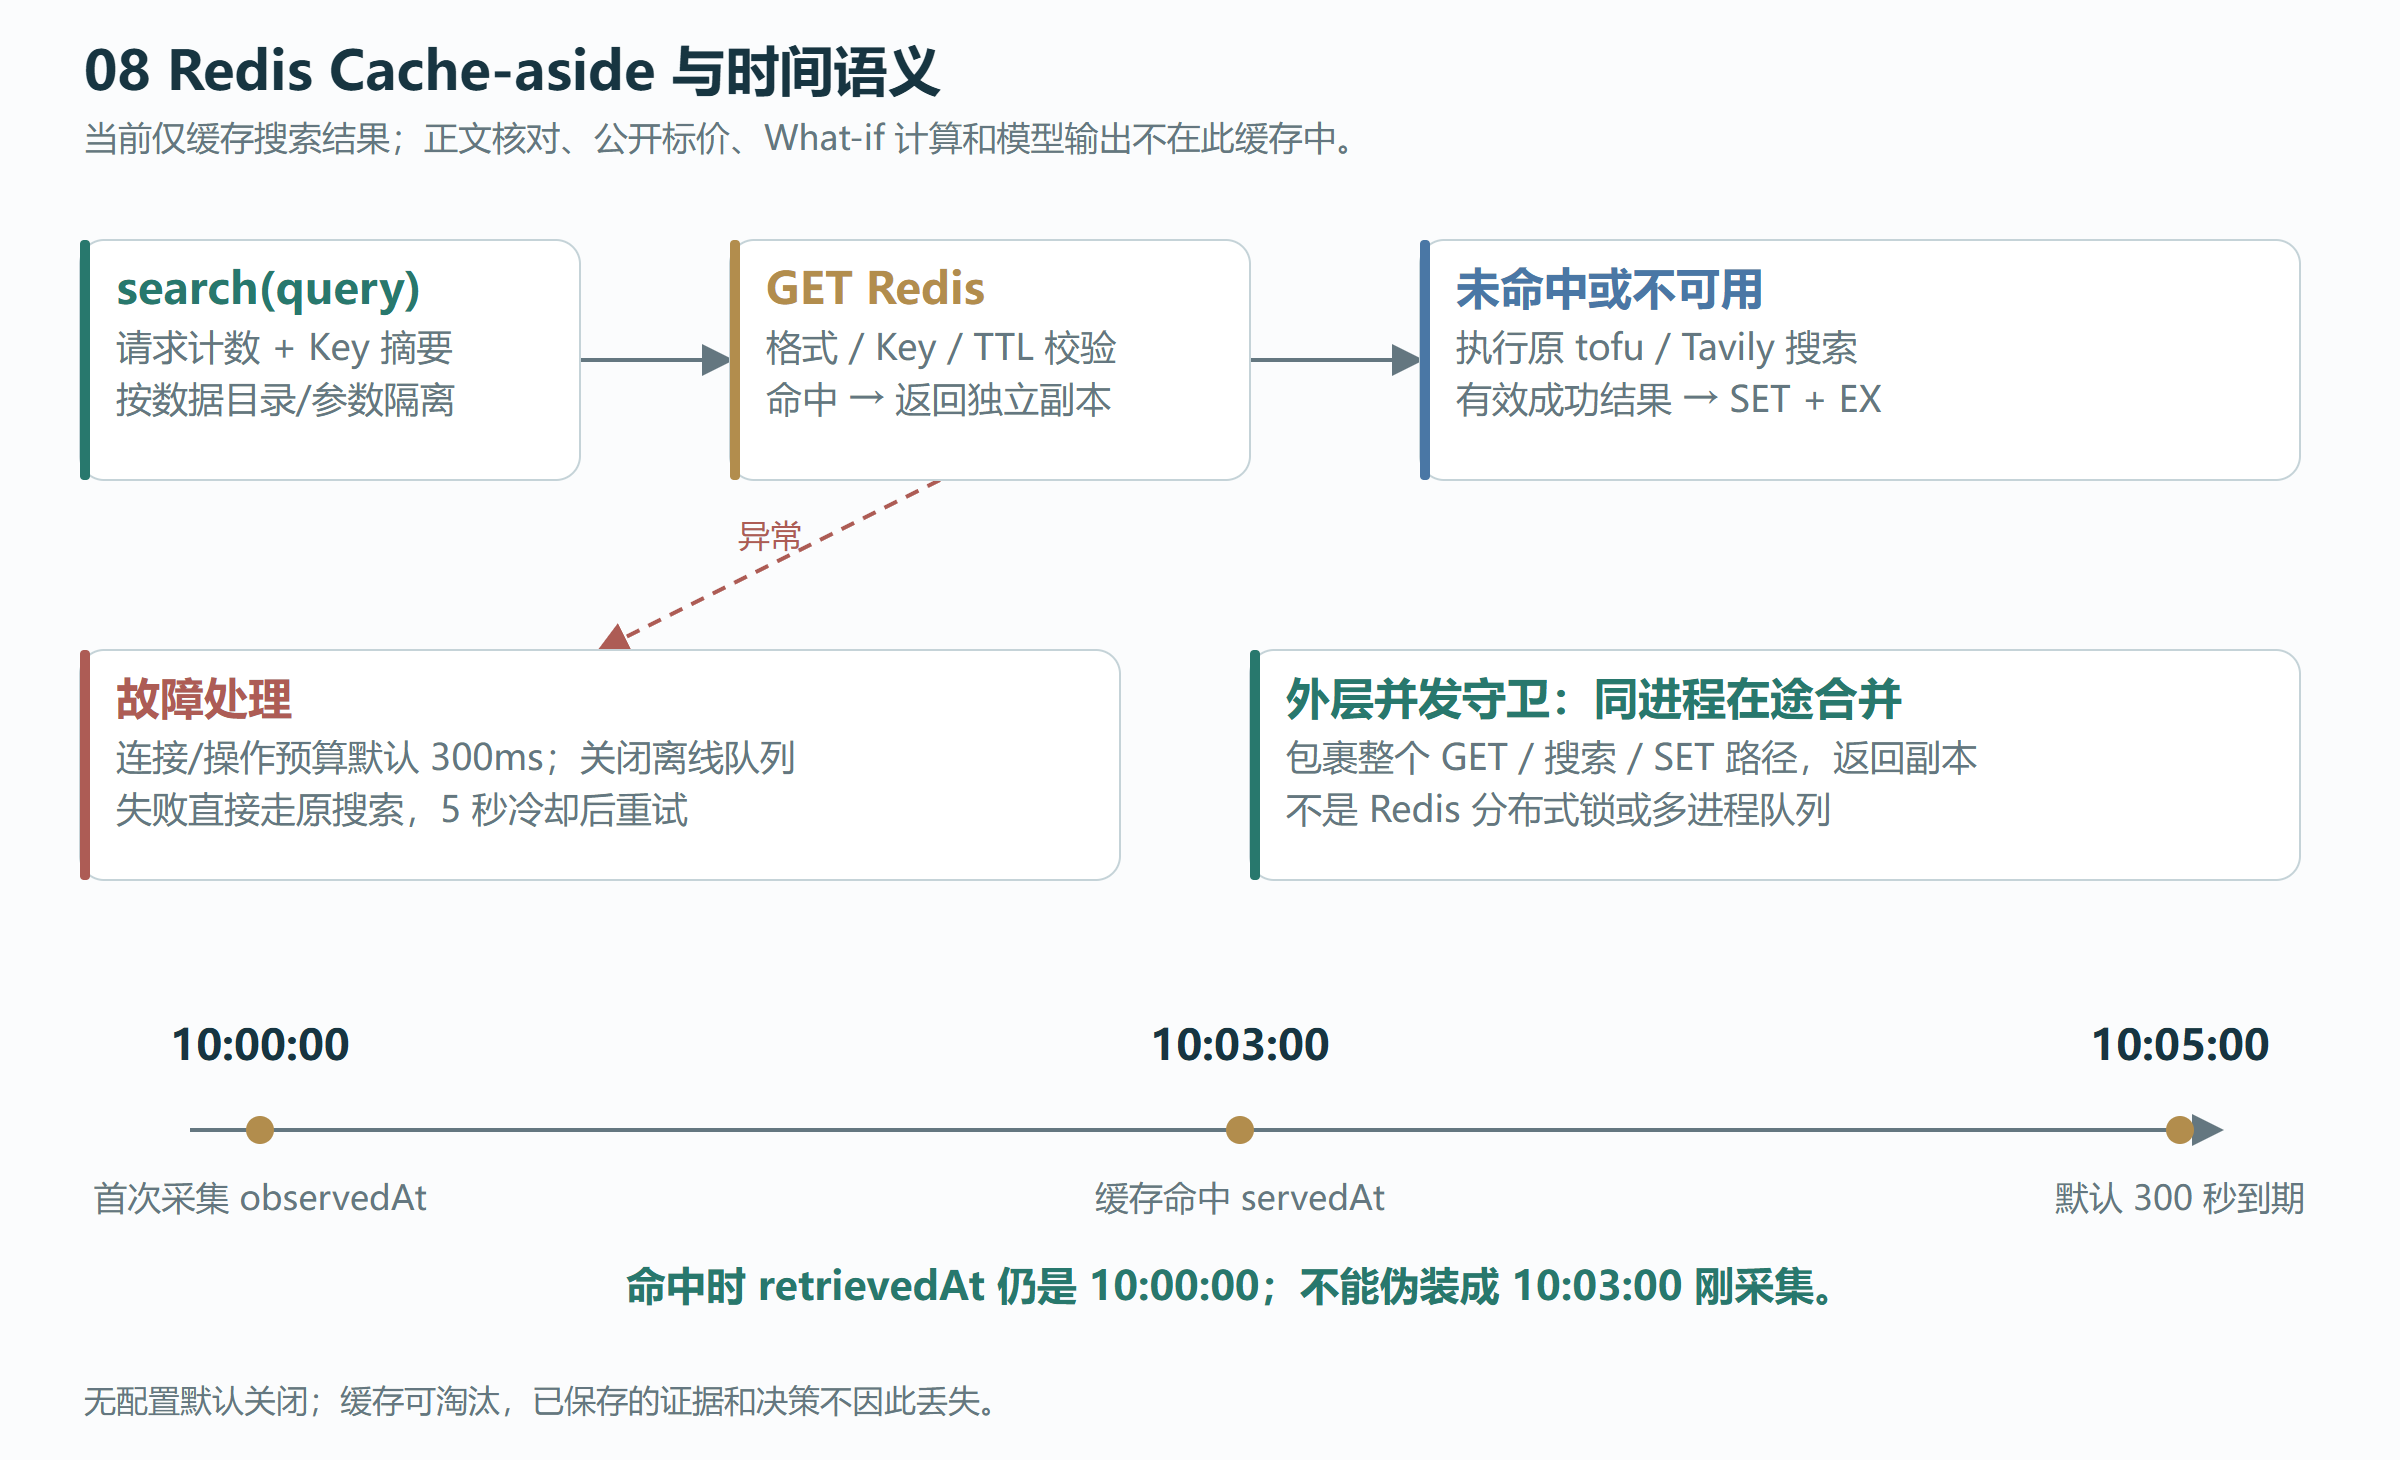 08 Redis Cache-aside 与时间语义
当前仅缓存搜索结果；正文核对、公开标价、What-if 计算和模型输出不在此缓存中。
search(query)
请求计数 + Key 摘要
按数据目录/参数隔离
GET Redis
格式 / Key / TTL 校验
命中 → 返回独立副本
未命中或不可用
执行原 tofu / Tavily 搜索
有效成功结果 → SET + EX
异常
故障处理
连接/操作预算默认 300ms；关闭离线队列
失败直接走原搜索，5 秒冷却后重试
外层并发守卫：同进程在途合并
包裹整个 GET / 搜索 / SET 路径，返回副本
不是 Redis 分布式锁或多进程队列
10:00:00
10:03:00
10:05:00
首次采集 observedAt
缓存命中 servedAt
默认 300 秒到期
命中时 retrievedAt 仍是 10:00:00；不能伪装成 10:03:00 刚采集。
无配置默认关闭；缓存可淘汰，已保存的证据和决策不因此丢失。